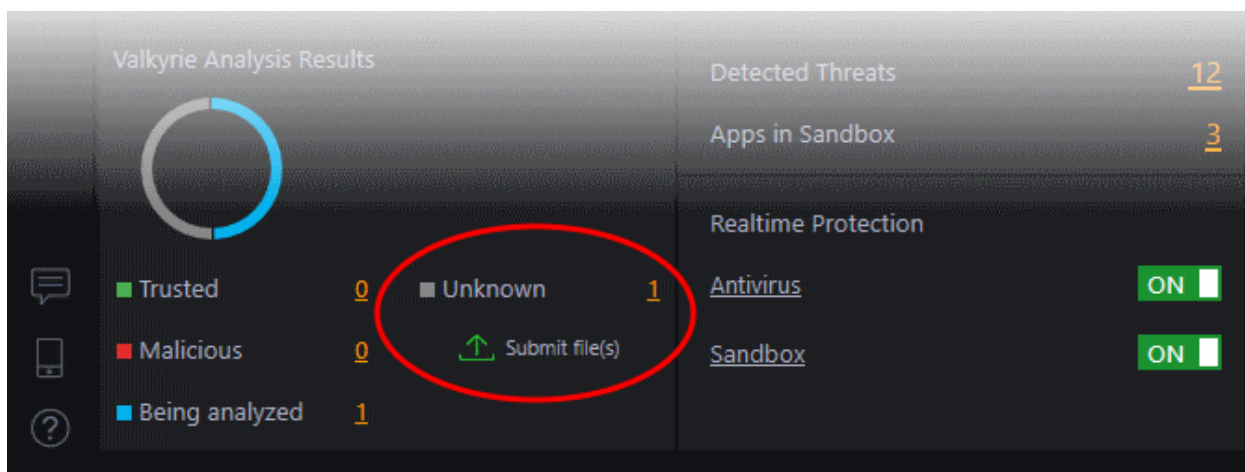 Valkyrie Analysis Results
Trusted 0
Malicious 0
Being analyzed 1
Unknown 1
Submit file(s)
Detected Threats 12
Apps in Sandbox 3
Realtime Protection
Antivirus ON
Sandbox ON